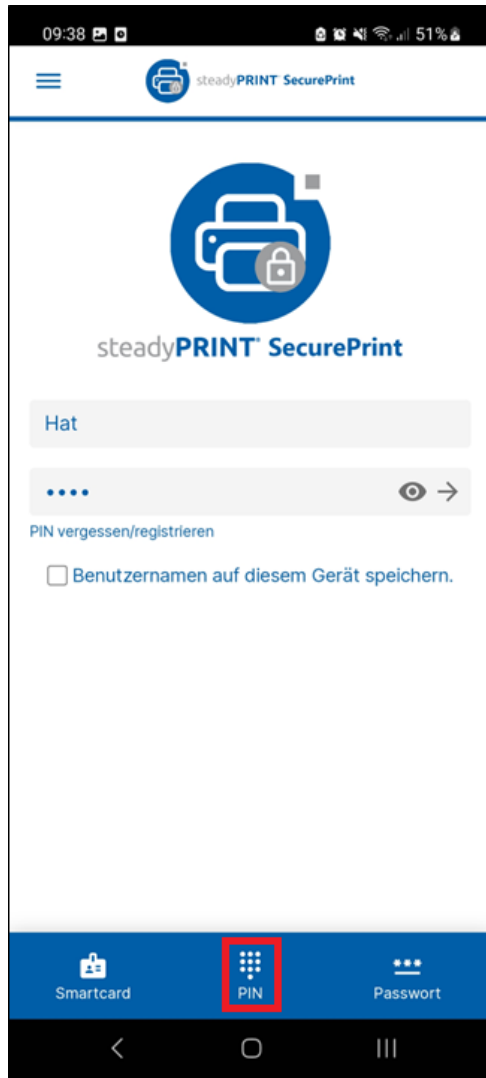 09:38
51%
steadyPRINT SecurePrint
steadyPRINT® SecurePrint
Hat
••••
PIN vergessen/registrieren
Benutzernamen auf diesem Gerät speichern.
Smartcard PIN Passwort